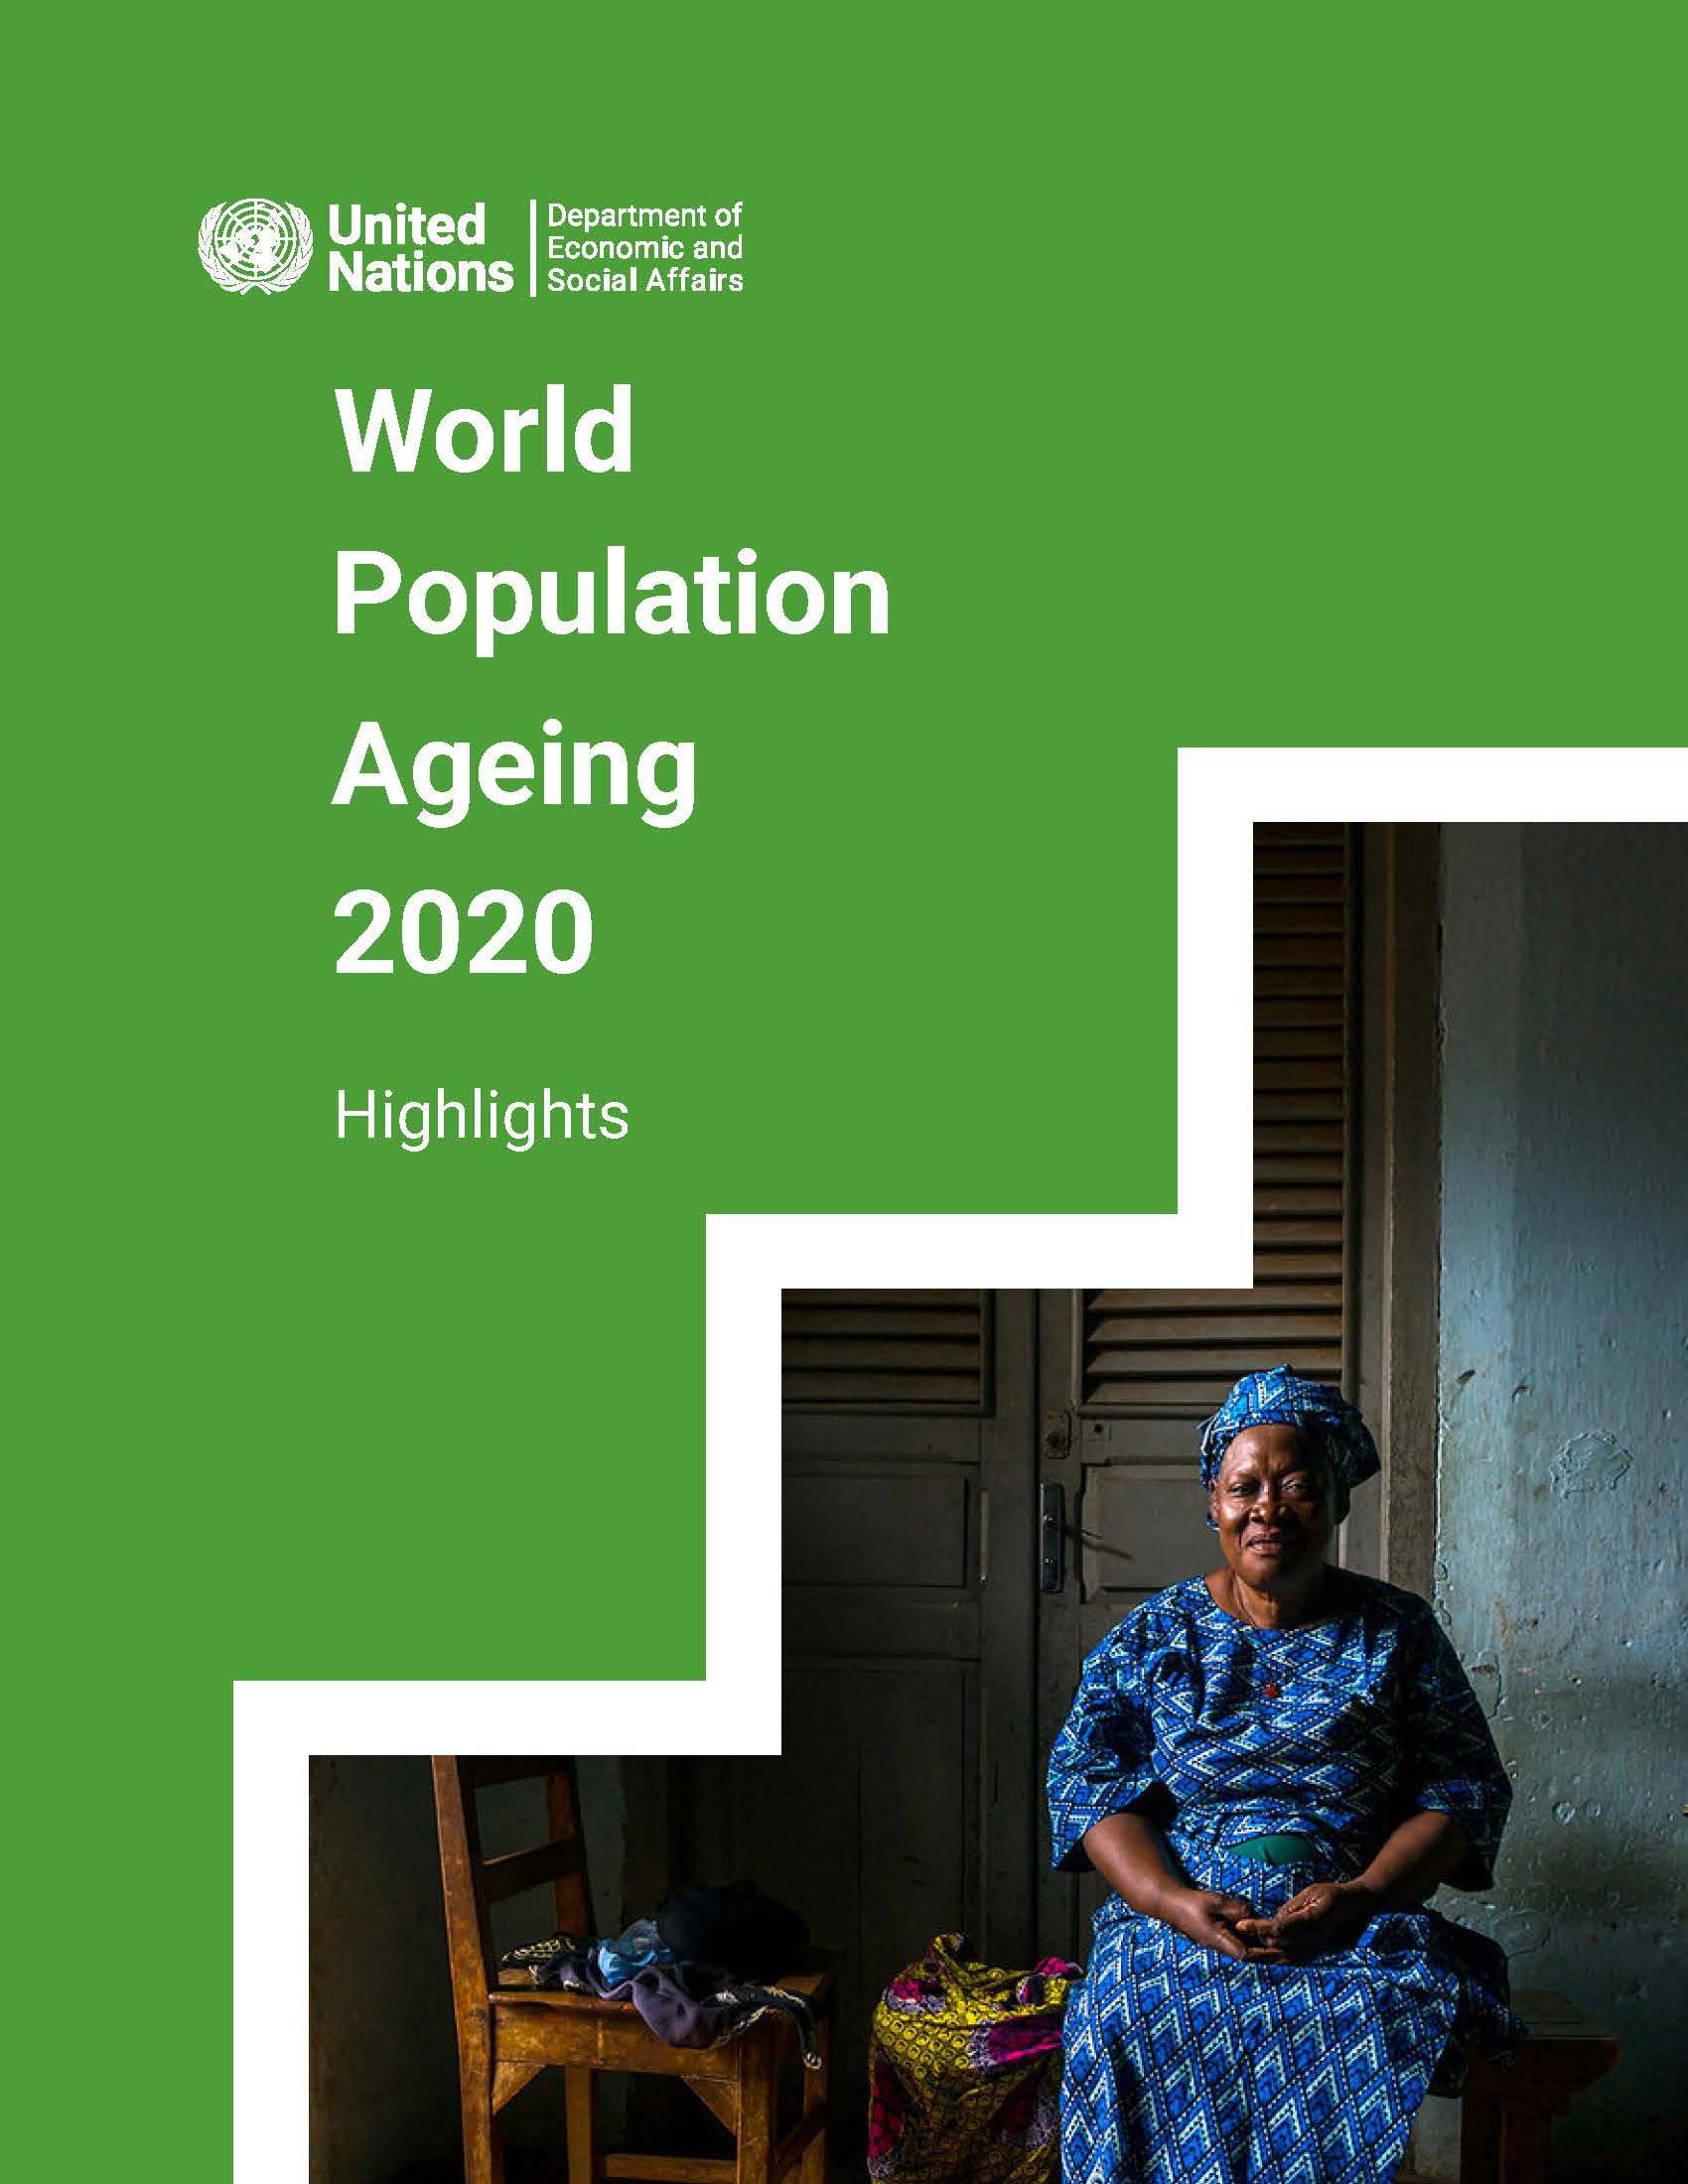 United
Nations
Department of
Economic and
Social Affairs
World
Population
Ageing
2020
Highlights